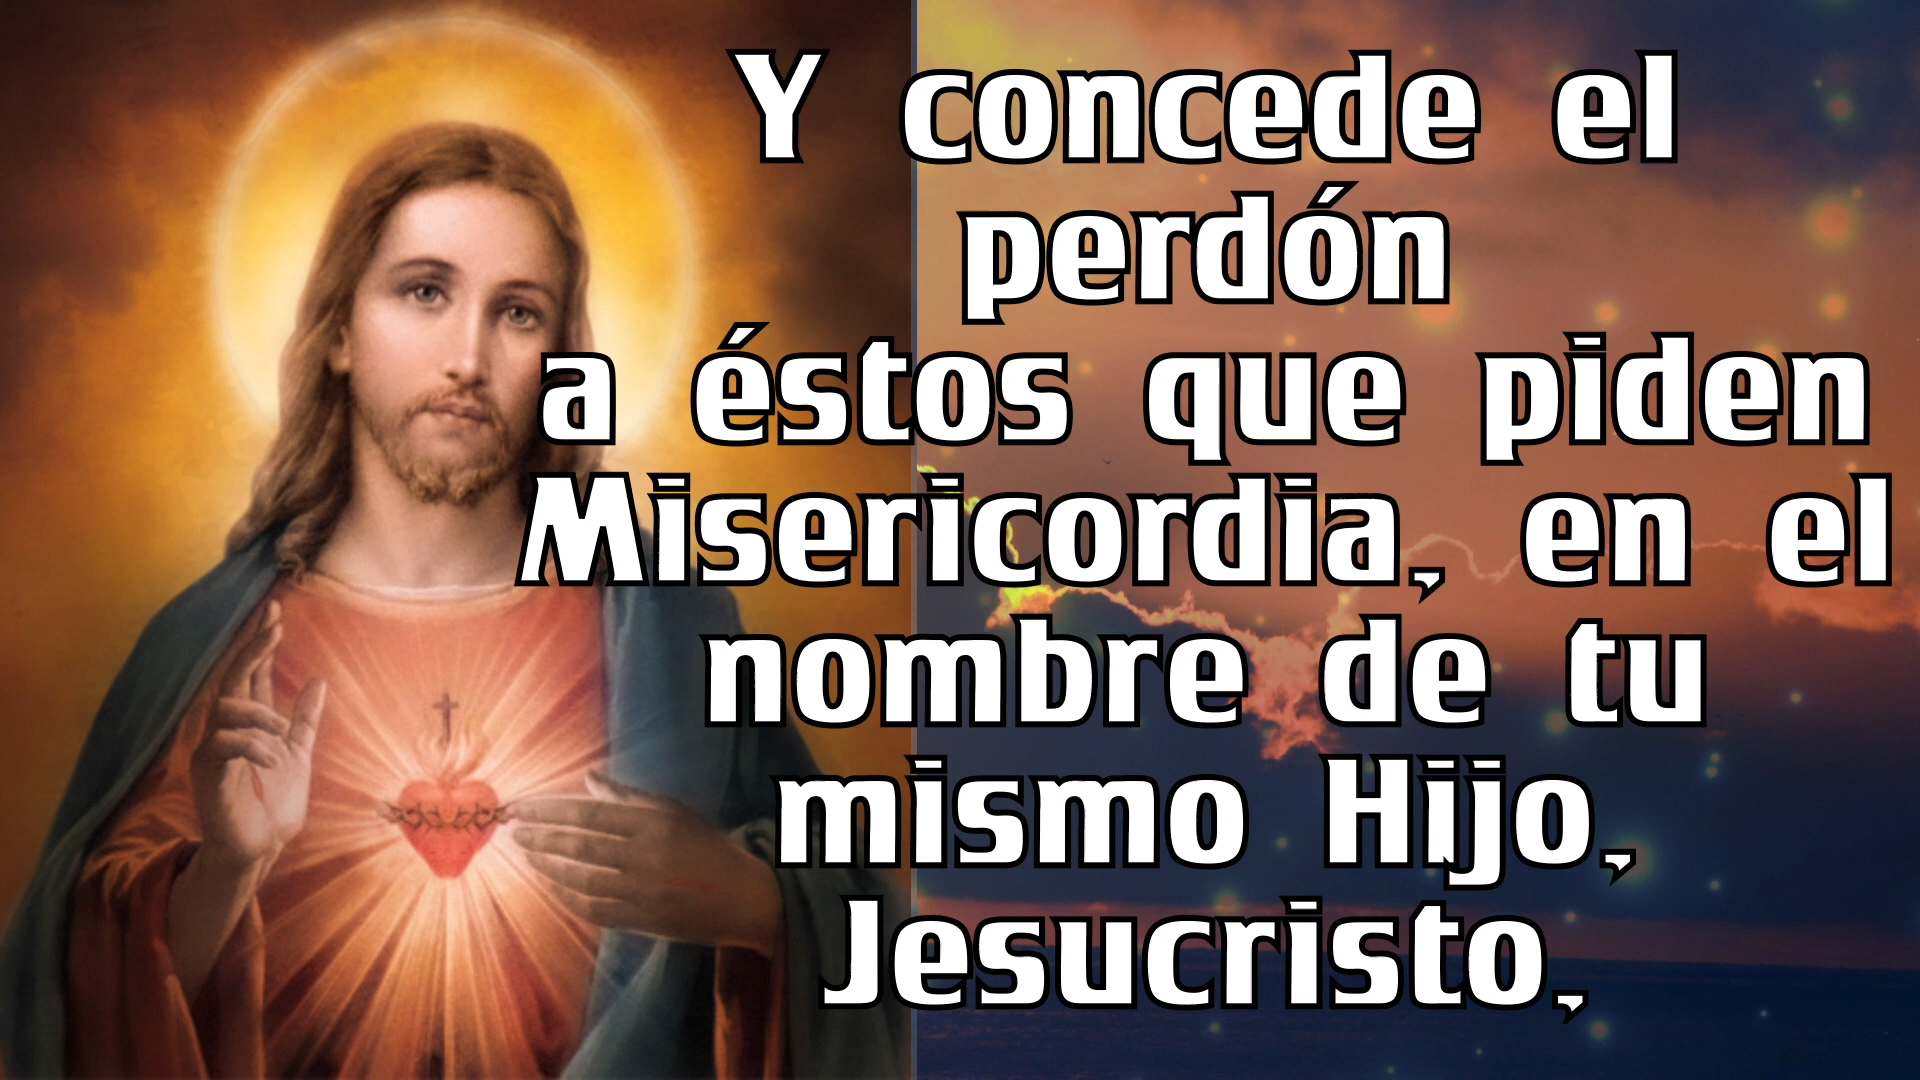 Y concede el
perdón
a éstos que piden
Misericordia, en el
nombre de tu
mismo Hijo,
Jesucristo,